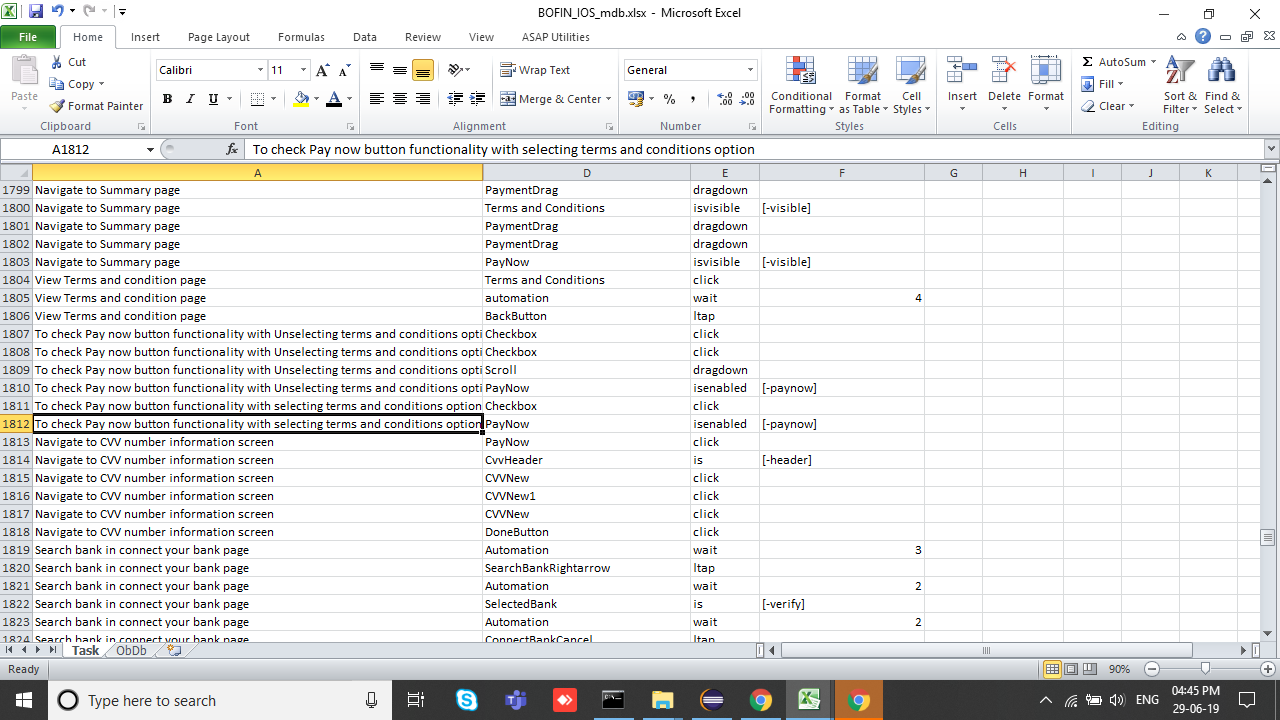 BOFIN_IOS_mdb.xlsx - Microsoft Excel
File Home Insert Page Layout Formulas Data Review View ASAP Utilities
Paste Cut Copy Format Painter Clipboard
Calibri 11 B I U Font
Wrap Text Merge & Center Alignment
General % , Number
Conditional Formatting Format as Table Cell Styles Styles
Insert Delete Format Cells
Σ AutoSum Fill Clear Sort & Filter Find & Select Editing
A1812 fx To check Pay now button functionality with selecting terms and conditions option
A D E F G H I J K
1799 Navigate to Summary page PaymentDrag dragdown
1800 Navigate to Summary page Terms and Conditions isvisible [-visible]
1801 Navigate to Summary page PaymentDrag dragdown
1802 Navigate to Summary page PaymentDrag dragdown
1803 Navigate to Summary page PayNow isvisible [-visible]
1804 View Terms and condition page Terms and Conditions click
1805 View Terms and condition page automation wait 4
1806 View Terms and condition page BackButton ltap
1807 To check Pay now button functionality with Unselecting terms and conditions opti Checkbox click
1808 To check Pay now button functionality with Unselecting terms and conditions opti Checkbox click
1809 To check Pay now button functionality with Unselecting terms and conditions opti Scroll dragdown
1810 To check Pay now button functionality with Unselecting terms and conditions opti PayNow isenabled [-paynow]
1811 To check Pay now button functionality with selecting terms and conditions option Checkbox click
1812 To check Pay now button functionality with selecting terms and conditions option PayNow isenabled [-paynow]
1813 Navigate to CVV number information screen PayNow click
1814 Navigate to CVV number information screen CvvHeader is [-header]
1815 Navigate to CVV number information screen CVVNew click
1816 Navigate to CVV number information screen CVVNew1 click
1817 Navigate to CVV number information screen CVVNew click
1818 Navigate to CVV number information screen DoneButton click
1819 Search bank in connect your bank page Automation wait 3
1820 Search bank in connect your bank page SearchBankRightarrow ltap
1821 Search bank in connect your bank page Automation wait 2
1822 Search bank in connect your bank page SelectedBank is [-verify]
1823 Search bank in connect your bank page Automation wait 2
1824 Search bank in connect your bank page ConnectBankCancel ltap
Task ObDb
Ready 90%
Type here to search ENG 04:45 PM
29-06-19